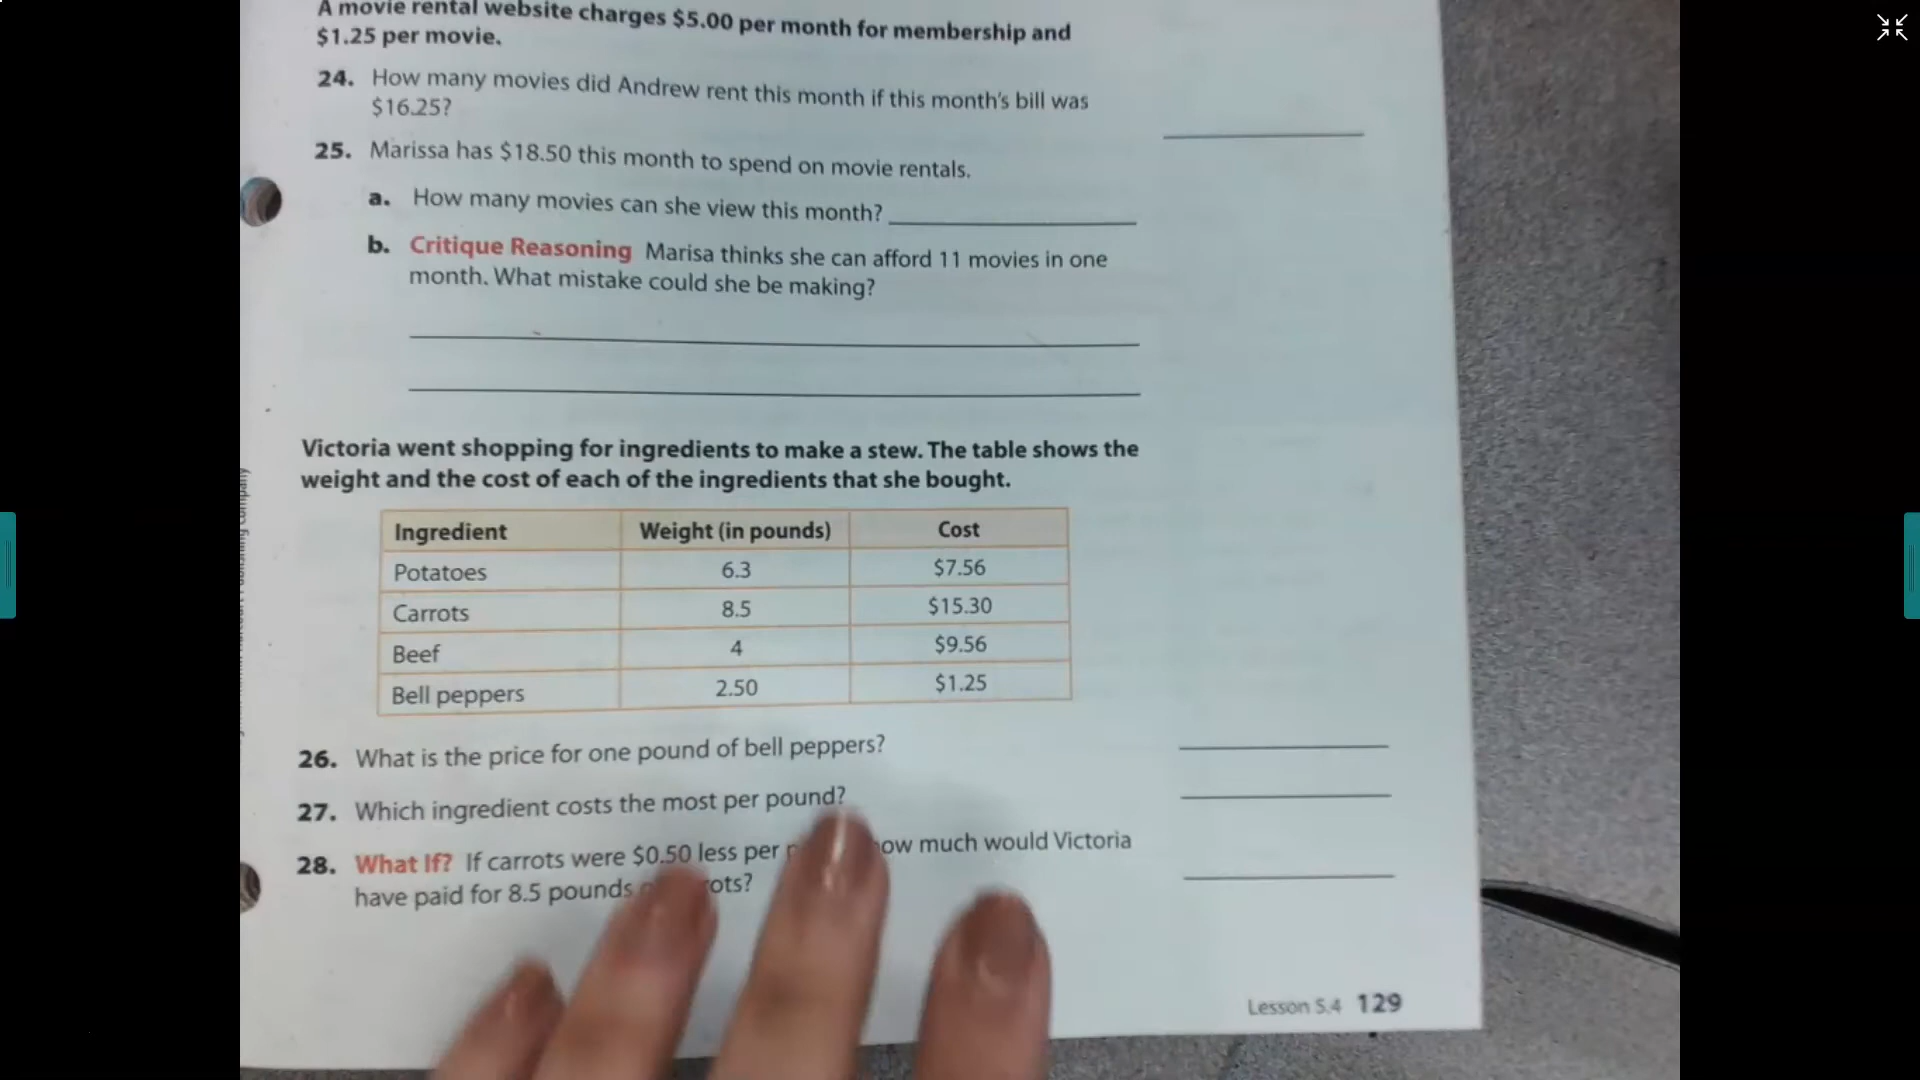 A movie rental website charges $5.00 per month for membership and
$1.25 per movie.
24. How many movies did Andrew rent this month if this month's bill was
$16.25?
25. Marissa has $18.50 this month to spend on movie rentals.
a. How many movies can she view this month?
b. Critique Reasoning Marisa thinks she can afford 11 movies in one
month. What mistake could she be making?
Victoria went shopping for ingredients to make a stew. The table shows the
weight and the cost of each of the ingredients that she bought.
Ingredient Weight (in pounds) Cost
Potatoes 6.3 $7.56
Carrots 8.5 $15.30
Beef 4 $9.56
Bell peppers 2.50 $1.25
26. What is the price for one pound of bell peppers?
27. Which ingredient costs the most per pound?
28. What If? If carrots were $0.50 less per how much would Victoria
have paid for 8.5 pounds
Lesson 5.4 129